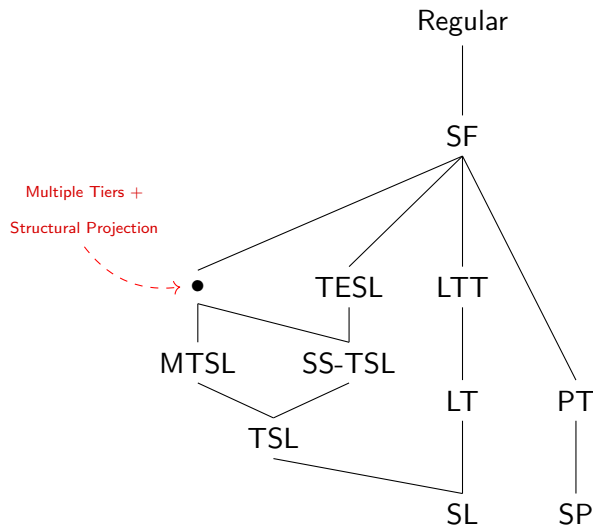 Regular
SF
Multiple Tiers +
Structural Projection
TESL LTT
MTSL SS-TSL
LT PT
TSL
SL SP